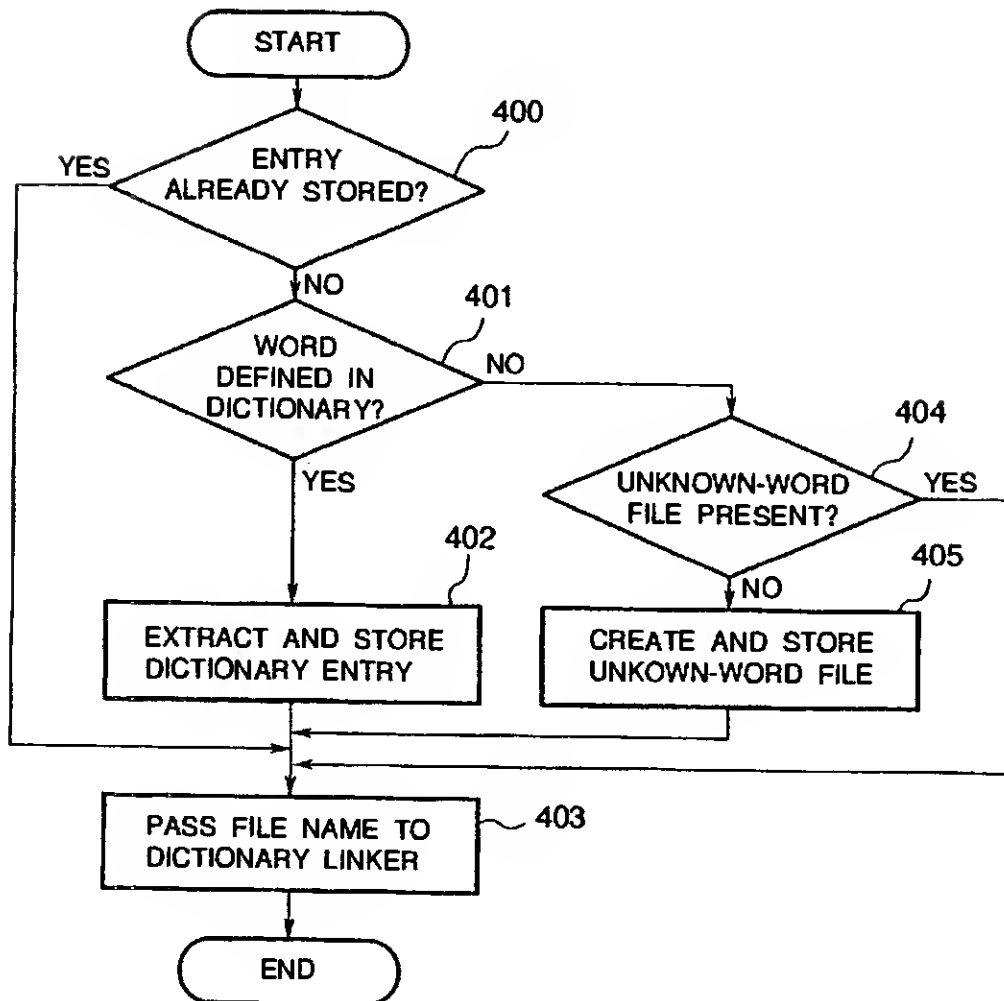 START
400
YES
ENTRY
ALREADY STORED?
NO
401
WORD
DEFINED IN
DICTIONARY?
NO
YES
404
UNKNOWN-WORD
FILE PRESENT?
YES
NO
402
EXTRACT AND STORE
DICTIONARY ENTRY
405
CREATE AND STORE
UNKOWN-WORD FILE
PASS FILE NAME TO
DICTIONARY LINKER
403
END